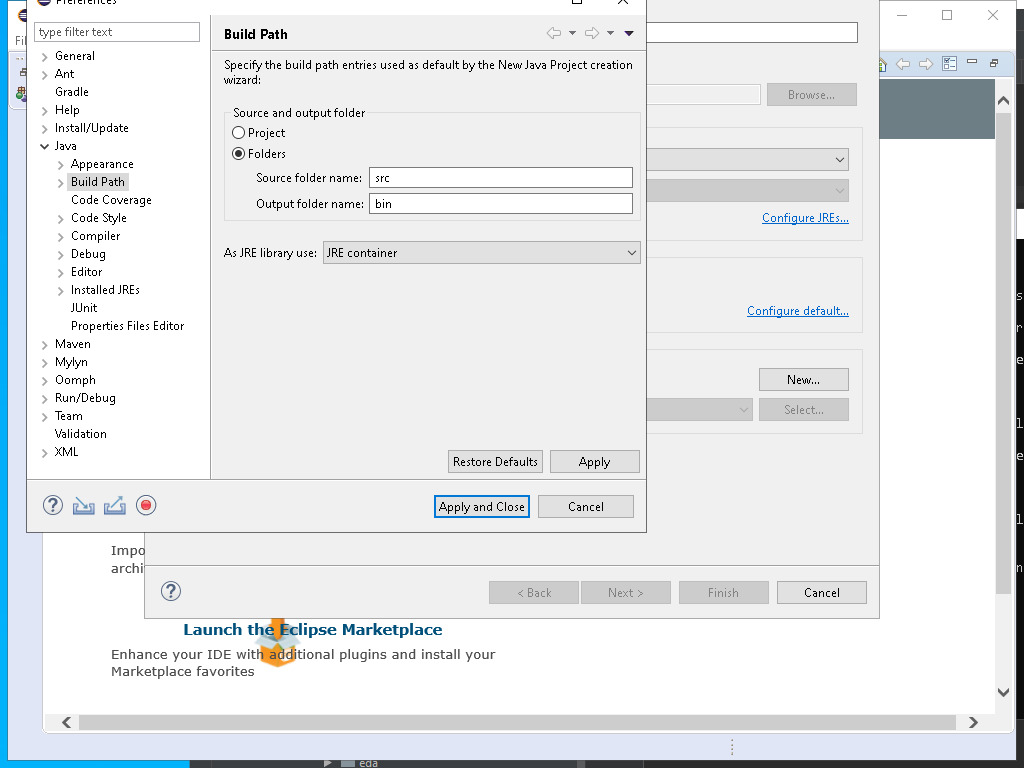 Preferences
type filter text
General
Ant
Gradle
Help
Install/Update
Java
Appearance
Build Path
Code Coverage
Code Style
Compiler
Debug
Editor
Installed JREs
JUnit
Properties Files Editor
Maven
Mylyn
Oomph
Run/Debug
Team
Validation
XML
Build Path
Specify the build path entries used as default by the New Java Project creation
wizard:
Source and output folder
Project
Folders
Source folder name: src
Output folder name: bin
As JRE library use: JRE container
Restore Defaults Apply
Apply and Close Cancel
Browse...
Configure JREs...
Configure default...
New...
Select...
< Back Next > Finish Cancel
Impo
archi
Launch the Eclipse Marketplace
Enhance your IDE with additional plugins and install your
Marketplace favorites
eda